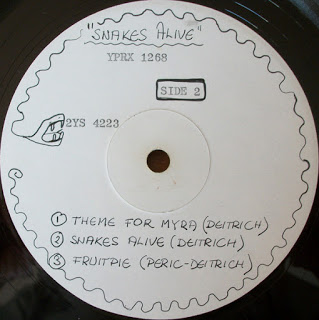 "SNAKES ALIVE"
YPRX 1268
SIDE 2
2YS 4223
① THEME FOR MYRA (DEITRICH)
② SNAKES ALIVE (DEITRICH)
③ FRUITPIE (PERIC-DEITRICH)